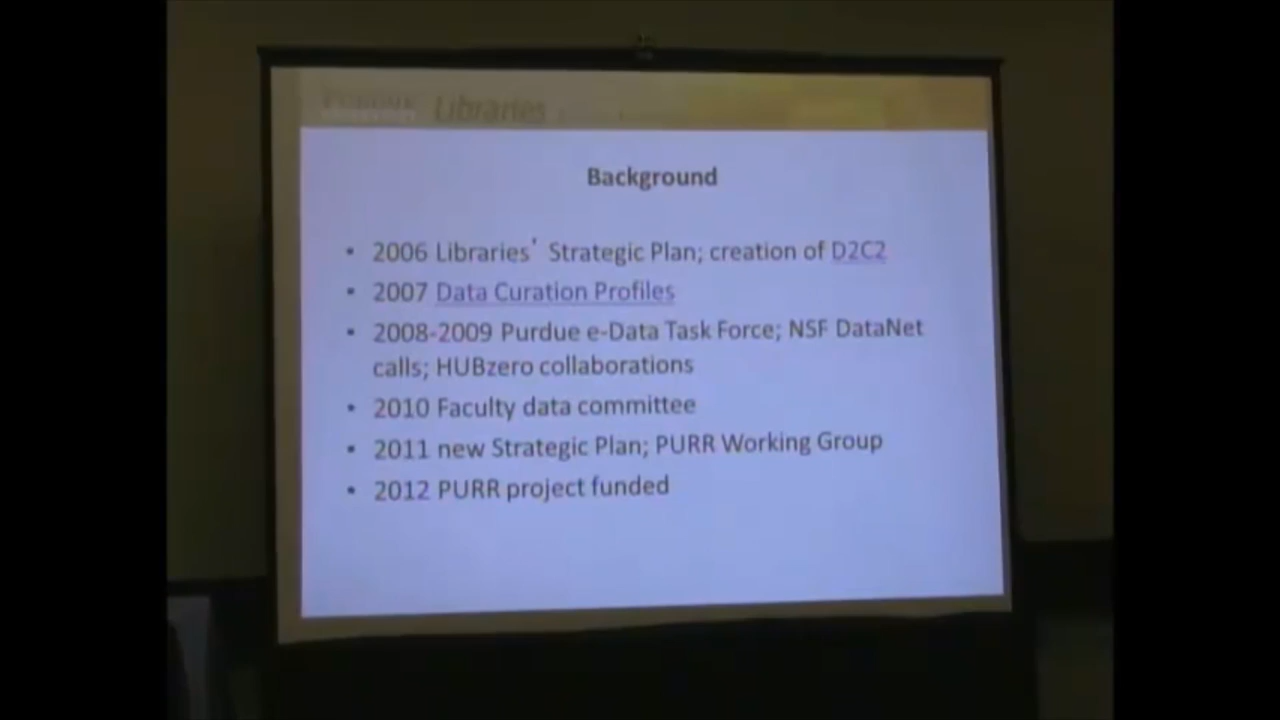 Libraries
Background
• 2006 Libraries' Strategic Plan; creation of D2C2
• 2007 Data Curation Profiles
• 2008-2009 Purdue e-Data Task Force; NSF DataNet
calls; HUBzero collaborations
• 2010 Faculty data committee
• 2011 new Strategic Plan; PURR Working Group
• 2012 PURR project funded